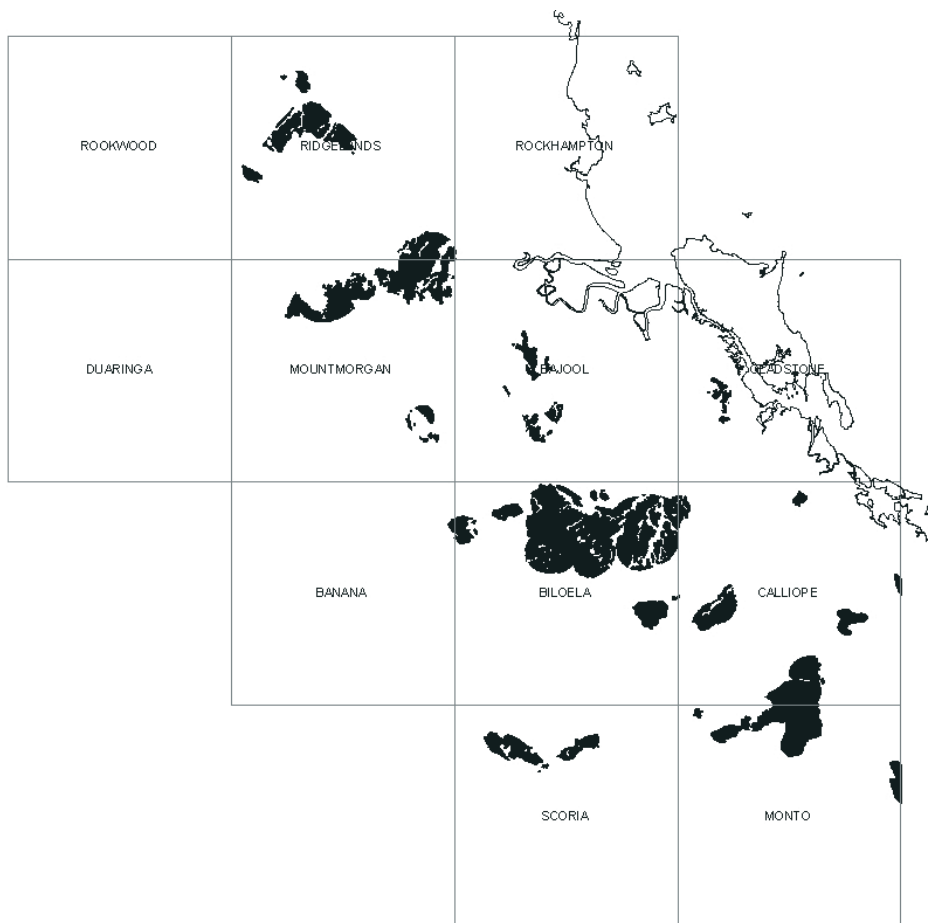 ROOKWOOD
RIDGELANDS
ROCKHAMPTON
DUARINGA
MOUNTMORGAN
BAJOOL
GLADSTONE
BANANA
BILOELA
CALLIOPE
SCORIA
MONTO